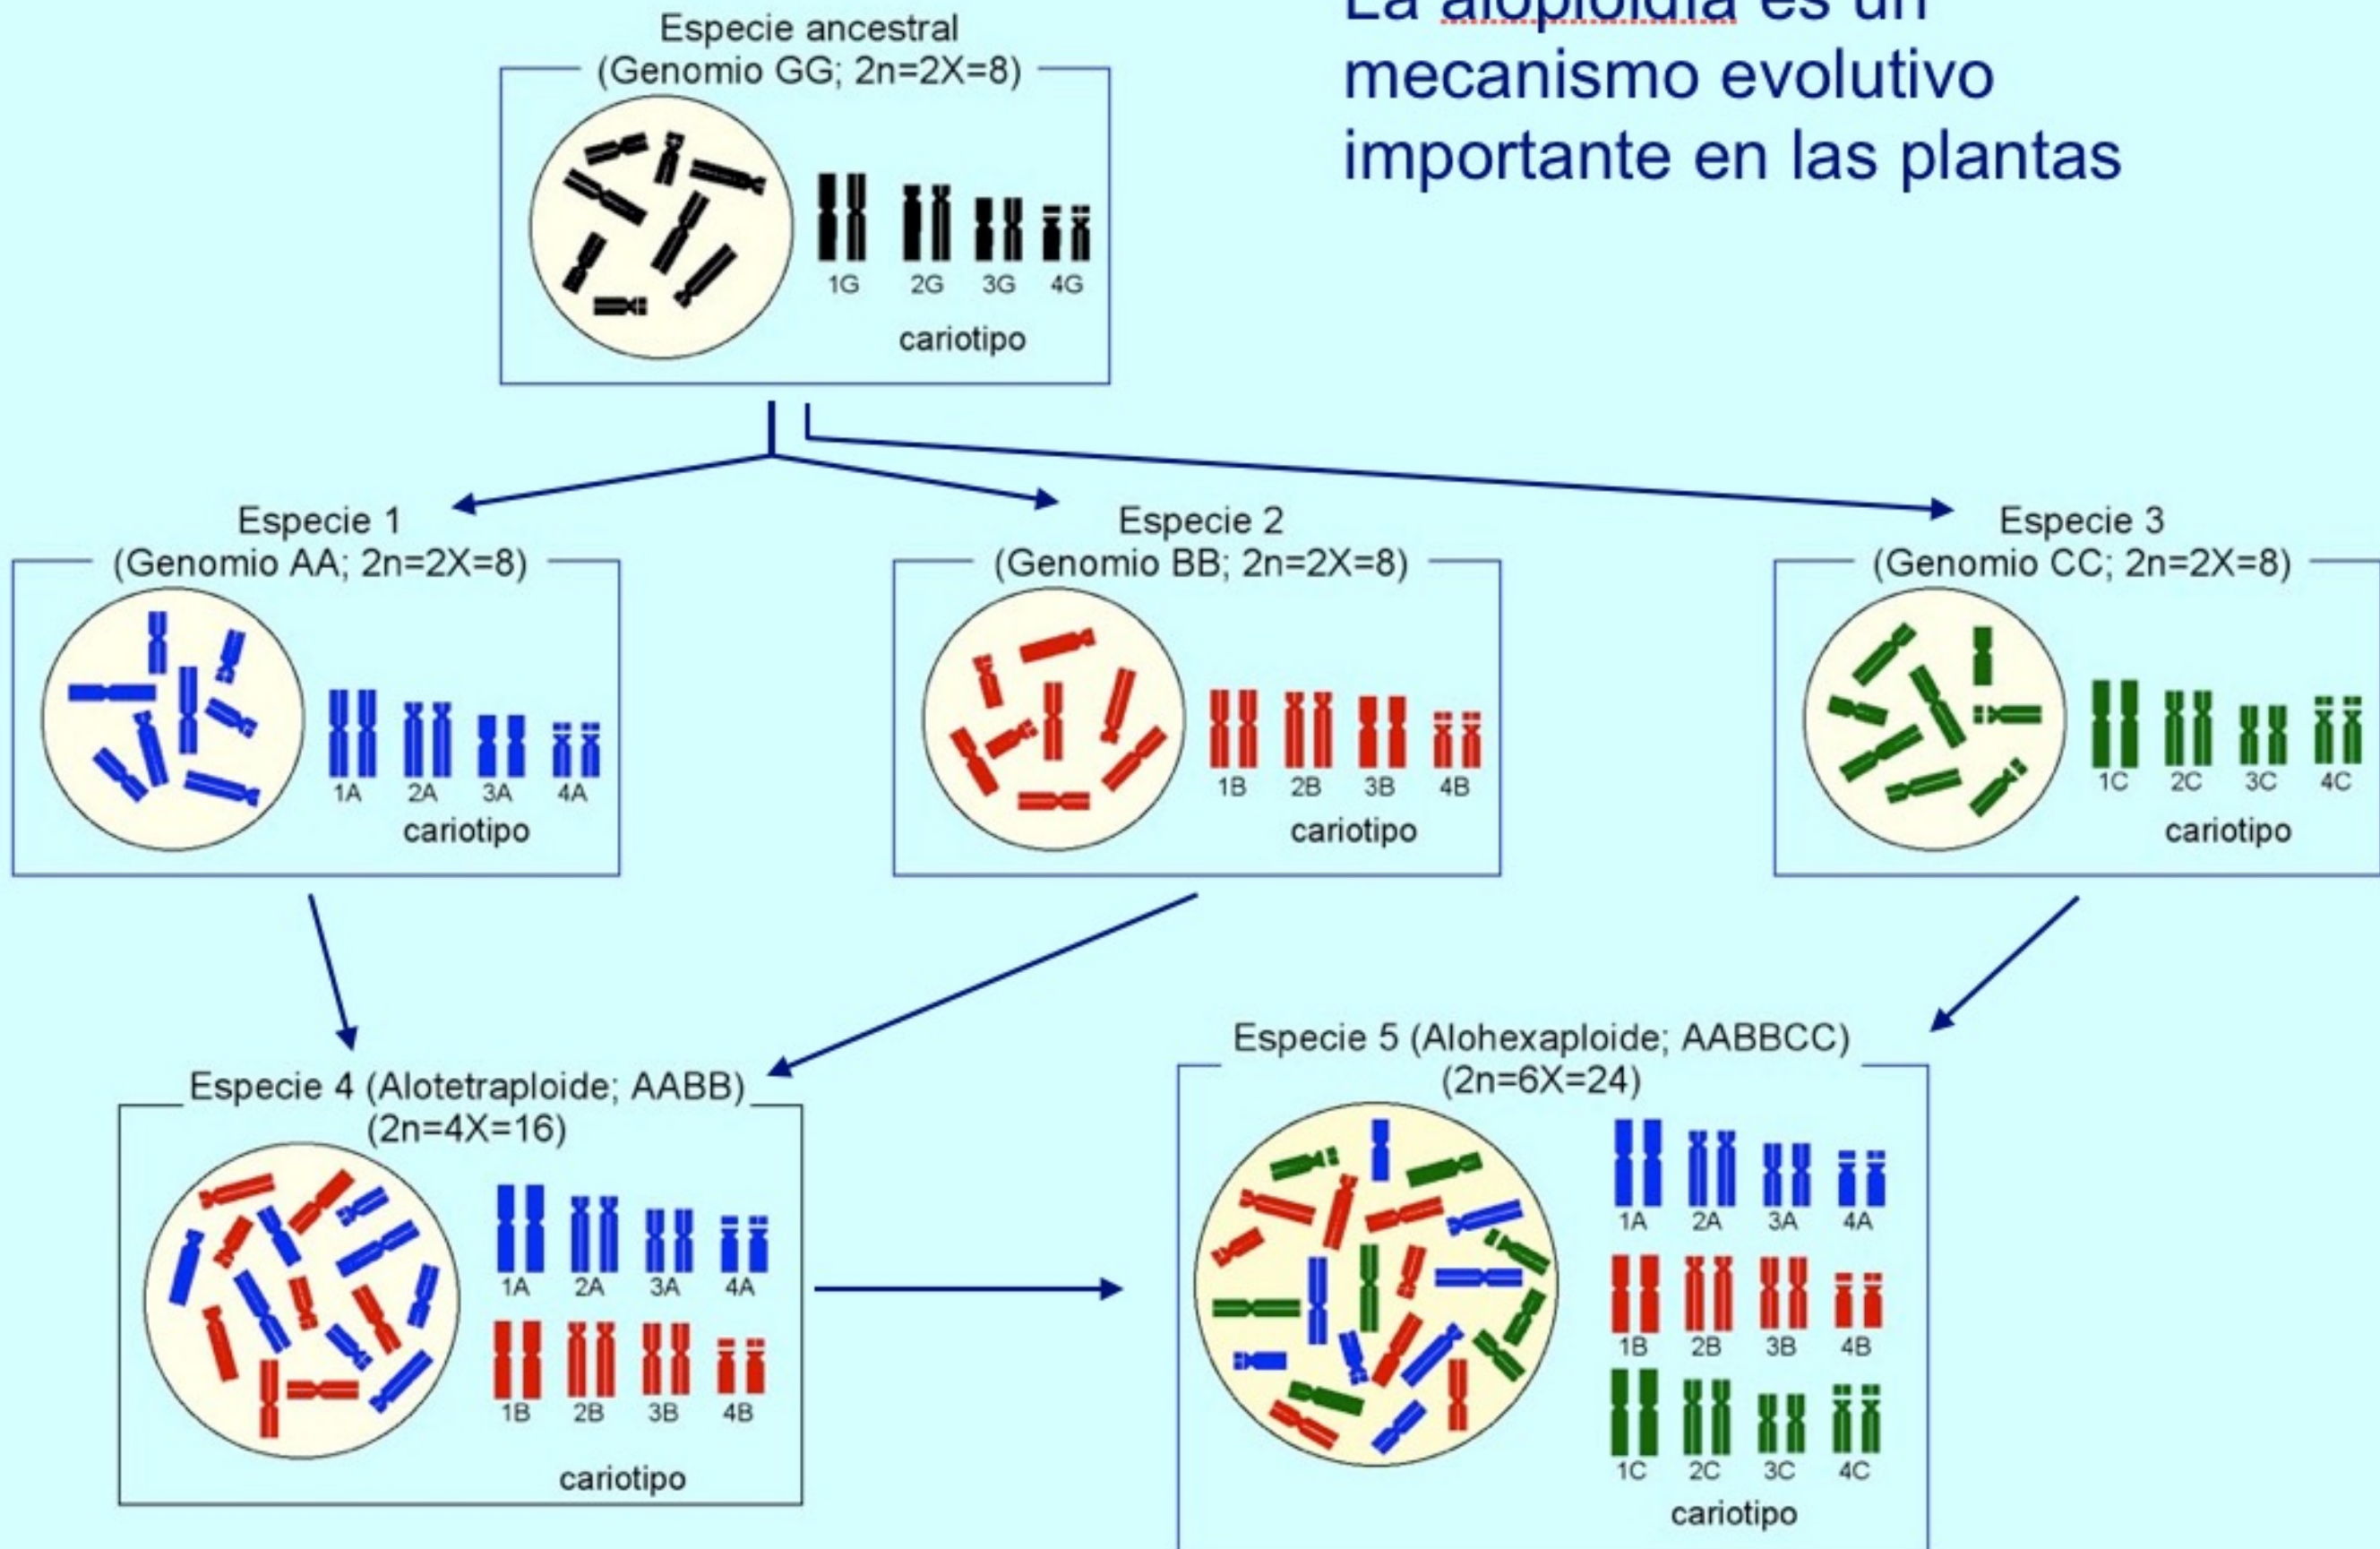 La aloploidía es un
mecanismo evolutivo
importante en las plantas
Especie ancestral
(Genomio GG; 2n=2X=8)
1G 2G 3G 4G
cariotipo
Especie 1
(Genomio AA; 2n=2X=8)
1A 2A 3A 4A
cariotipo
Especie 2
(Genomio BB; 2n=2X=8)
1B 2B 3B 4B
cariotipo
Especie 3
(Genomio CC; 2n=2X=8)
1C 2C 3C 4C
cariotipo
Especie 4 (Alotetraploide; AABB)
(2n=4X=16)
1A 2A 3A 4A
1B 2B 3B 4B
cariotipo
Especie 5 (Alohexaploide; AABBCC)
(2n=6X=24)
1A 2A 3A 4A
1B 2B 3B 4B
1C 2C 3C 4C
cariotipo